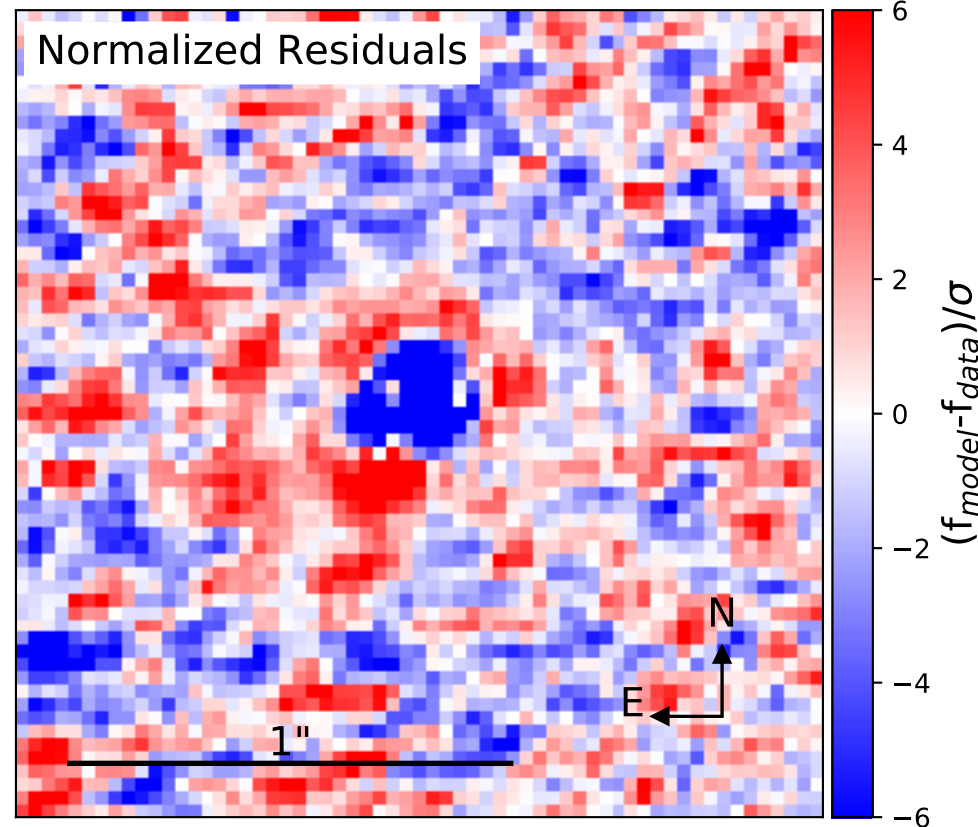 Normalized Residuals
6
4
2
0
−2
−4
−6
(f_model-f_data)/σ
N
E
1"